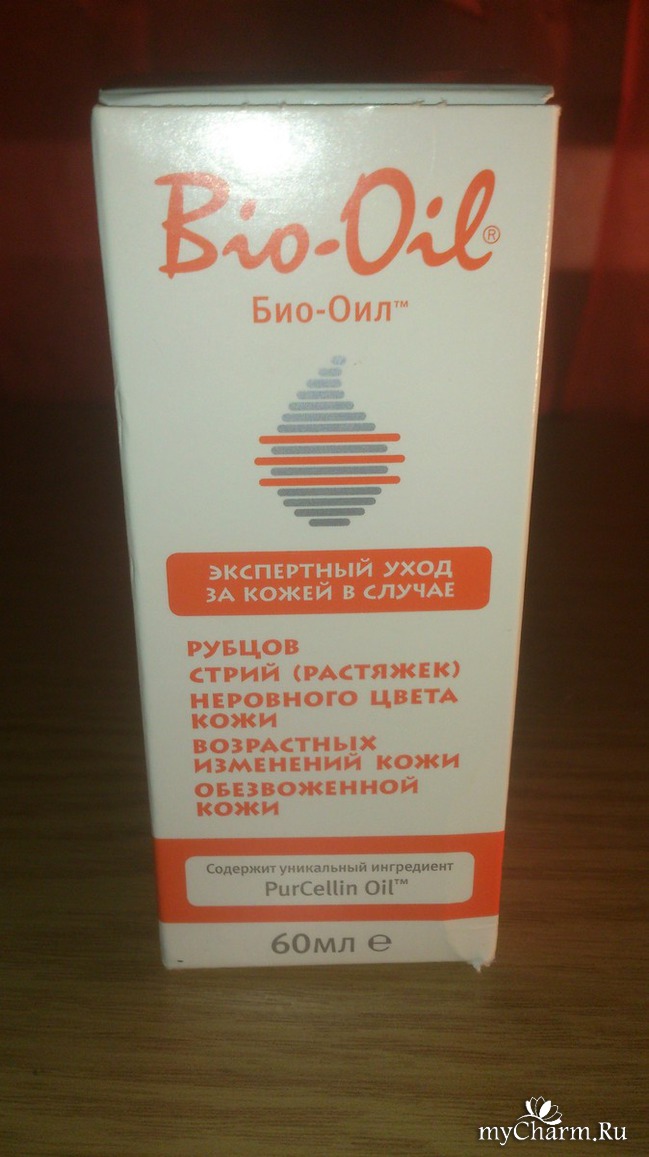 Bio-Oil®
Био-Оил™
ЭКСПЕРТНЫЙ УХОД
ЗА КОЖЕЙ В СЛУЧАЕ
РУБЦОВ
СТРИЙ (РАСТЯЖЕК)
НЕРОВНОГО ЦВЕТА
КОЖИ
ВОЗРАСТНЫХ
ИЗМЕНЕНИЙ КОЖИ
ОБЕЗВОЖЕННОЙ
КОЖИ
Содержит уникальный ингредиент
PurCellin Oil™
60мл ℮
myCharm.Ru